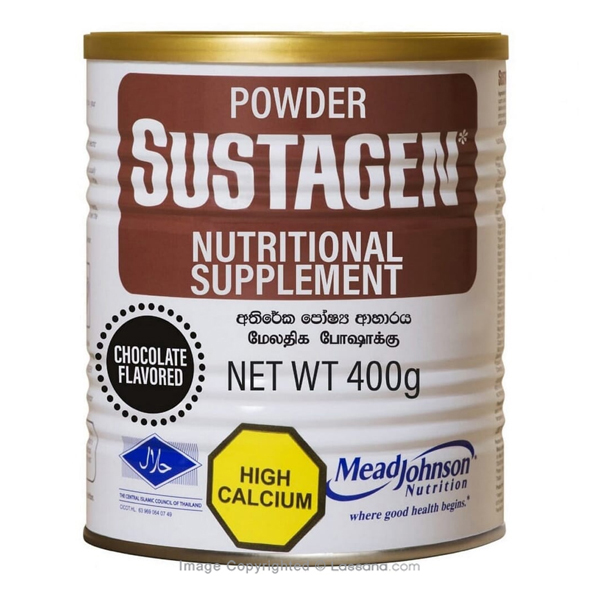 POWDER
SUSTAGEN*
NUTRITIONAL
SUPPLEMENT
අතිරේක පෝෂ්‍ය ආහාරය
மேலதிக போஷாக்கு
CHOCOLATE
FLAVORED
NET WT 400g
حلال
THE CENTRAL ISLAMIC COUNCIL OF THAILAND
HIGH
CALCIUM
MeadJohnson
Nutrition
where good health begins.*
Image Copyrighted © Lassana.com